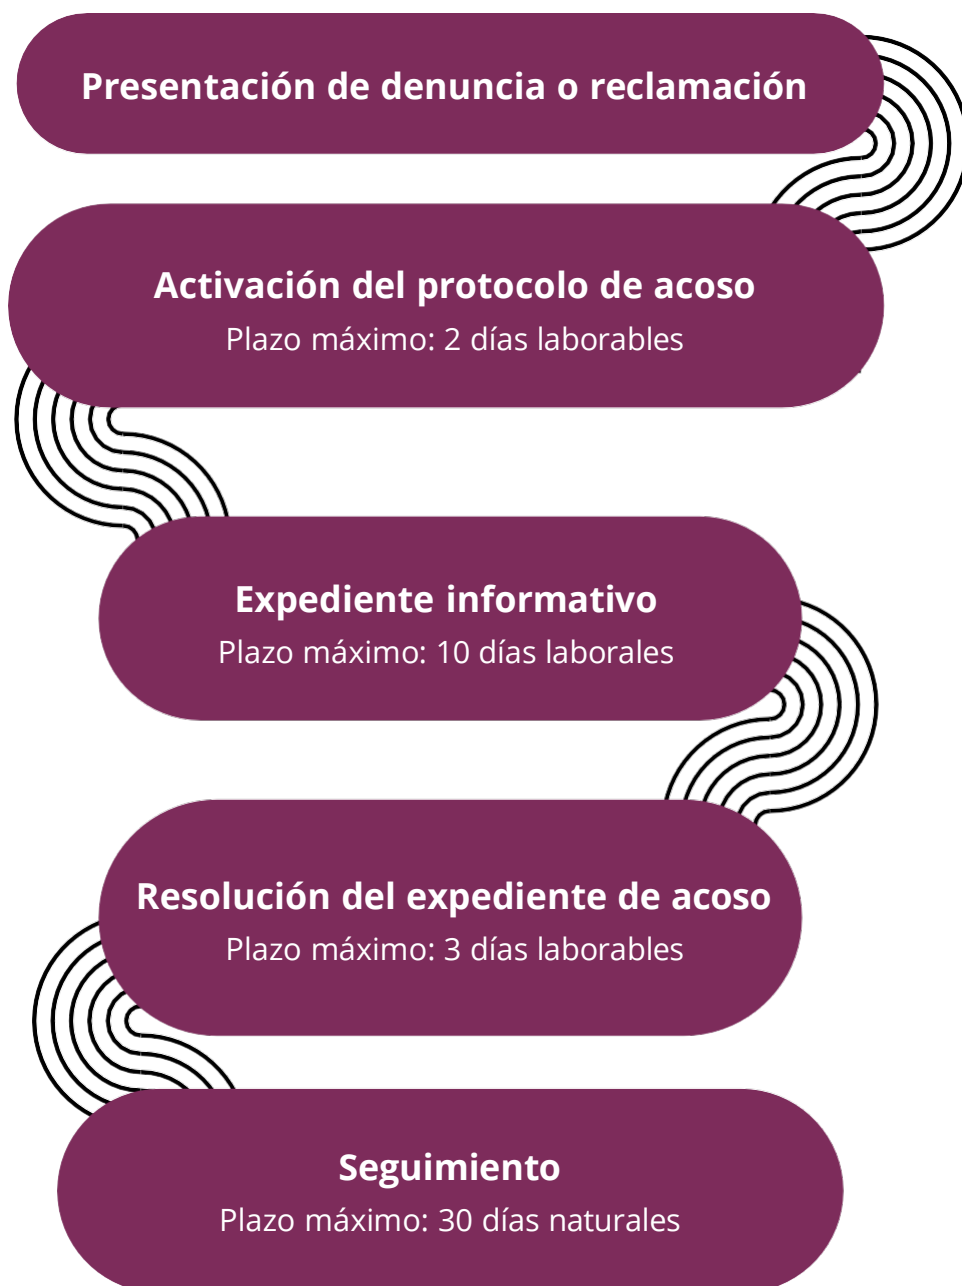 Presentación de denuncia o reclamación
Activación del protocolo de acoso
Plazo máximo: 2 días laborables
Expediente informativo
Plazo máximo: 10 días laborales
Resolución del expediente de acoso
Plazo máximo: 3 días laborables
Seguimiento
Plazo máximo: 30 días naturales